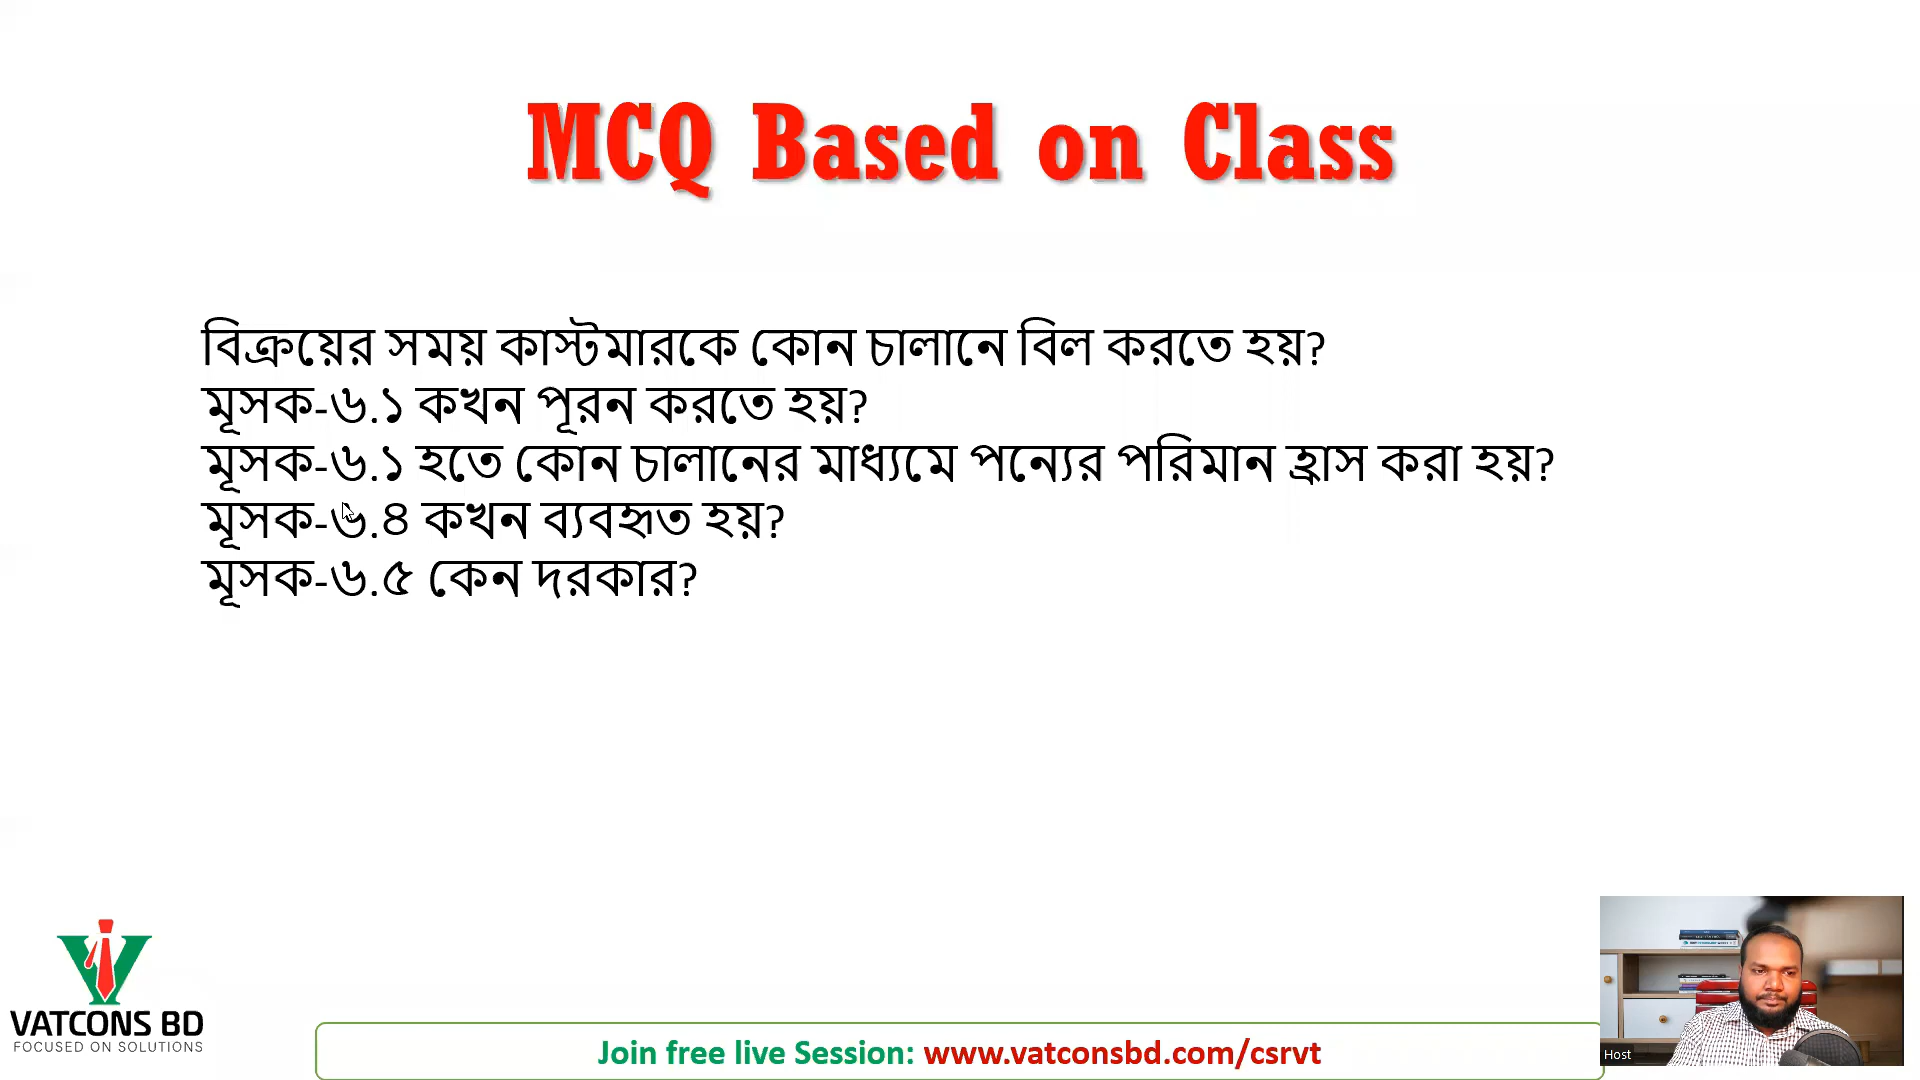 MCQ Based on Class
বিক্রয়ের সময় কাস্টমারকে কোন চালানে বিল করতে হয়?
মূসক-৬.১ কখন পূরন করতে হয়?
মূসক-৬.১ হতে কোন চালানের মাধ্যমে পন্যের পরিমান হ্রাস করা হয়?
মূসক-৬.৪ কখন ব্যবহৃত হয়?
মূসক-৬.৫ কেন দরকার?
VATCONS BD
FOCUSED ON SOLUTIONS
Join free live Session: www.vatconsbd.com/csrvt
Host